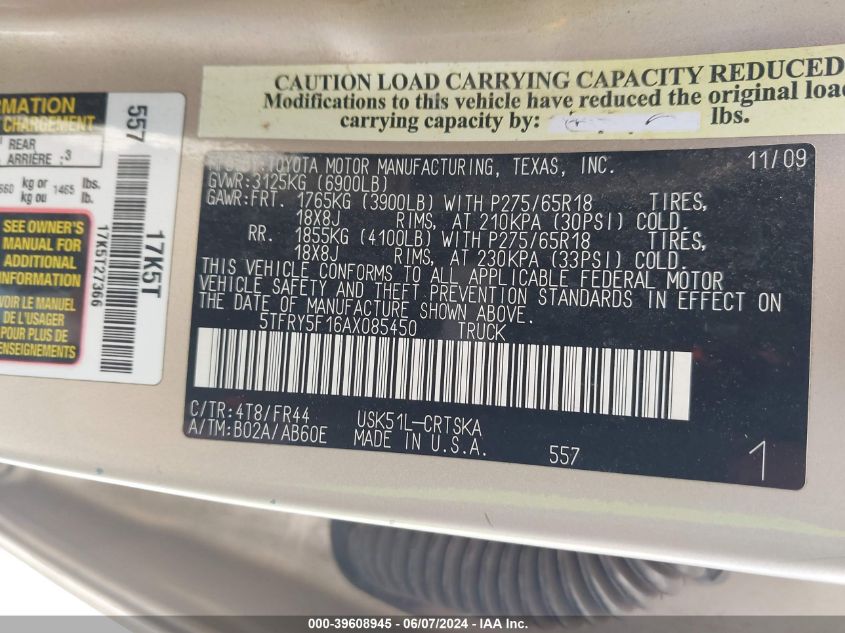 CAUTION LOAD CARRYING CAPACITY REDUCED
Modifications to this vehicle have reduced the original load
carrying capacity by: lbs.
RMATION
CHARGEMENT
REAR
ARRIÈRE : 3
660 kg or 1465 lbs.
kg ou lb.
SEE OWNER'S
MANUAL FOR
ADDITIONAL
INFORMATION
VOIR LE MANUEL
DE L'USAGER
POUR PLUS DE
RENSEIGNEMENTS
557
17K5T
17K5T27366
TOYOTA MOTOR MANUFACTURING, TEXAS, INC. 11/09
GVWR:3125KG (6900LB)
GAWR:FRT. 1765KG (3900LB) WITH P275/65R18 TIRES,
18X8J RIMS, AT 210KPA (30PSI) COLD.
RR. 1855KG (4100LB) WITH P275/65R18 TIRES,
18X8J RIMS, AT 230KPA (33PSI) COLD.
THIS VEHICLE CONFORMS TO ALL APPLICABLE FEDERAL MOTOR
VEHICLE SAFETY AND THEFT PREVENTION STANDARDS IN EFFECT ON
THE DATE OF MANUFACTURE SHOWN ABOVE.
5TFRY5F16AX085450 TRUCK
C/TR:4T8/FR44 USK51L-CRTSKA
A/TM:B02A/AB60E MADE IN U.S.A. 557 1
000-39608945 - 06/07/2024 - IAA Inc.